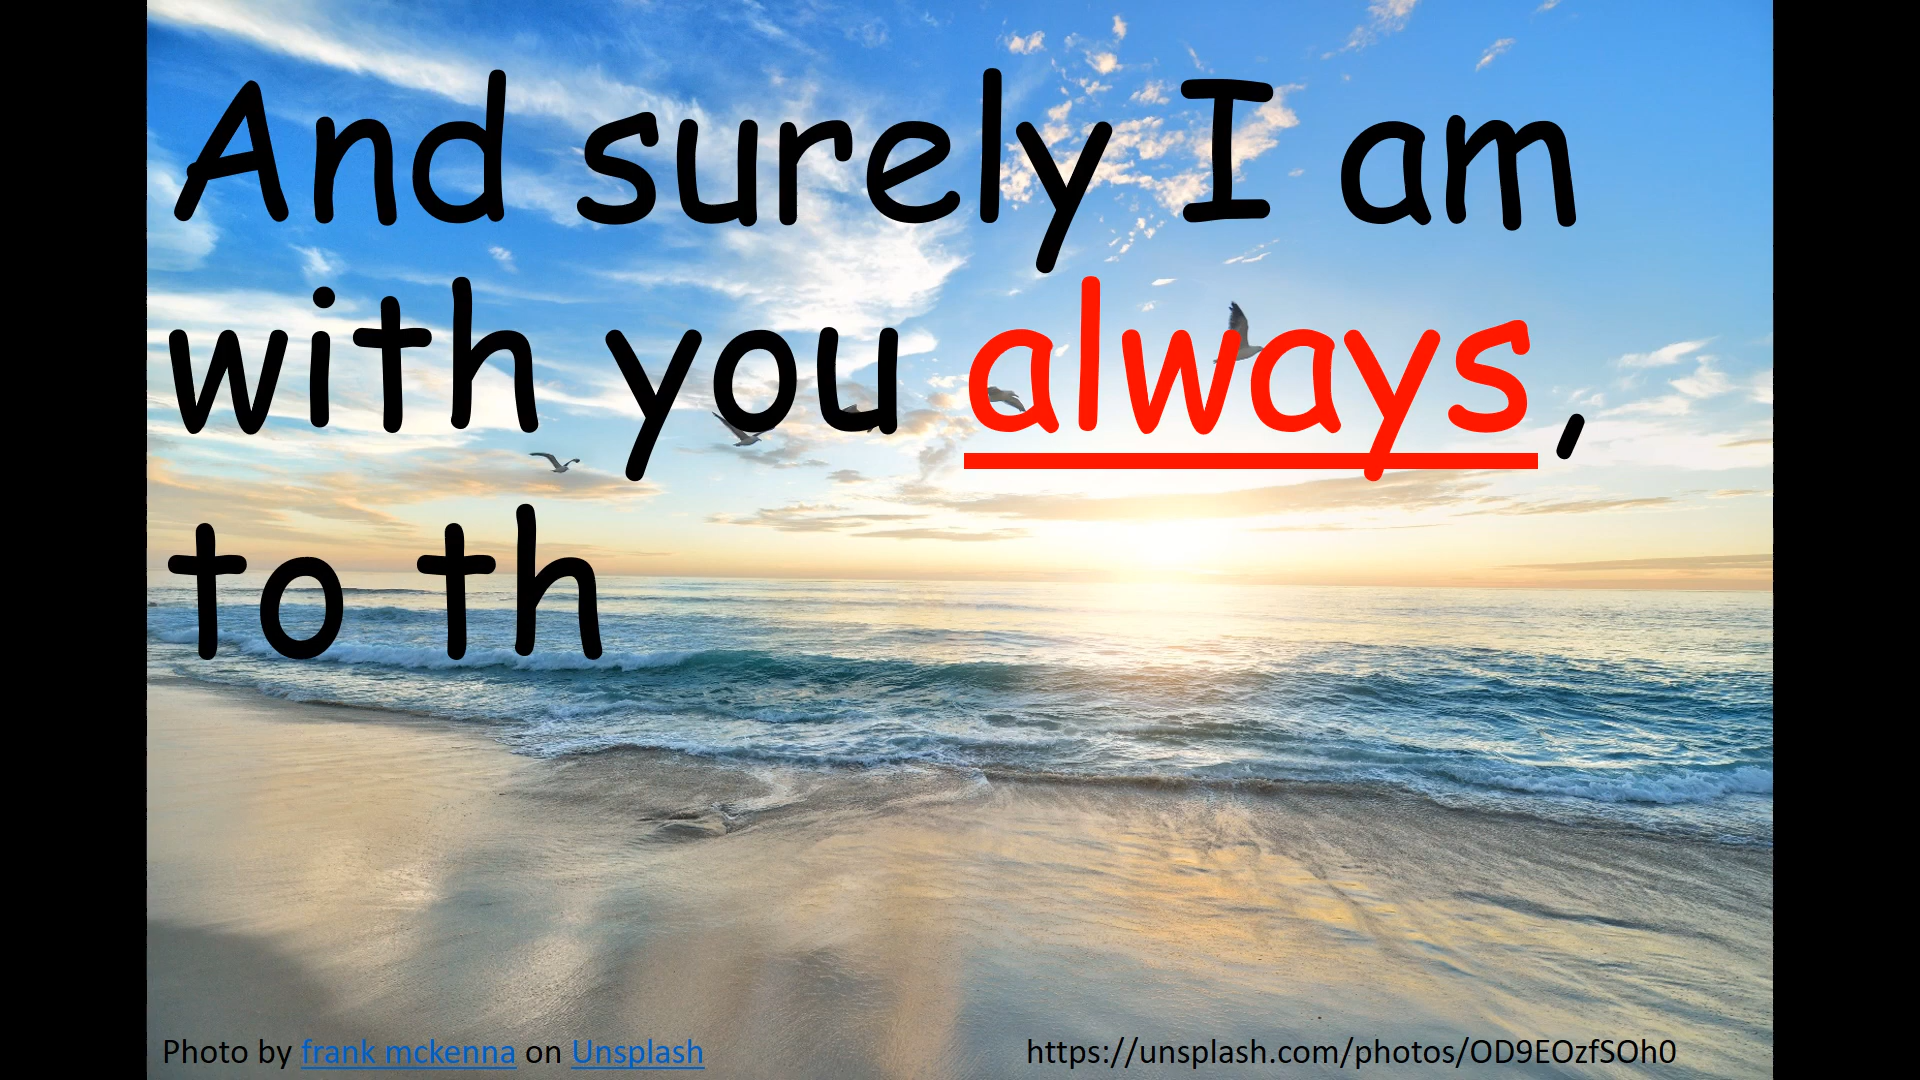 And surely I am
with you always,
to th
Photo by frank mckenna on Unsplash
https://unsplash.com/photos/OD9EOzfSOh0